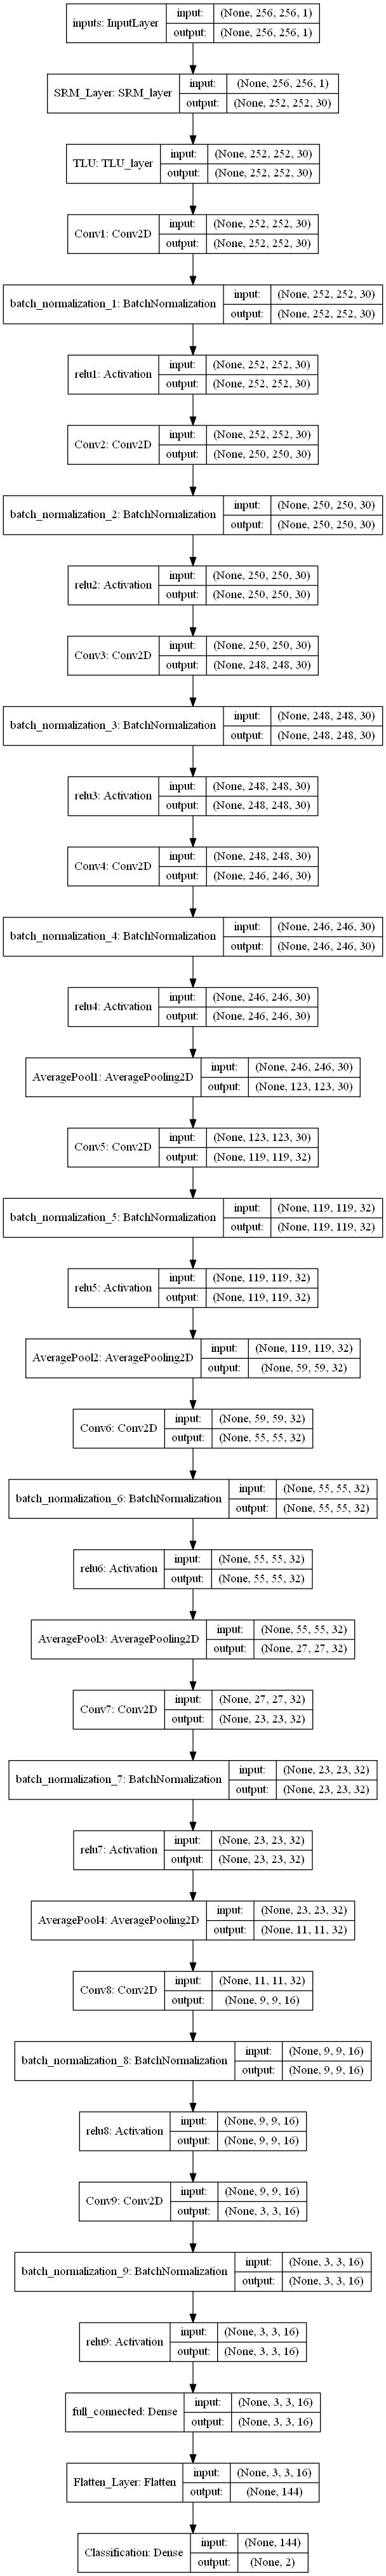 inputs: InputLayer
input: (None, 256, 256, 1)
output: (None, 256, 256, 1)
SRM_Layer: SRM_layer
input: (None, 256, 256, 1)
output: (None, 252, 252, 30)
TLU: TLU_layer
input: (None, 252, 252, 30)
output: (None, 252, 252, 30)
Conv1: Conv2D
input: (None, 252, 252, 30)
output: (None, 252, 252, 30)
batch_normalization_1: BatchNormalization
input: (None, 252, 252, 30)
output: (None, 252, 252, 30)
relu1: Activation
input: (None, 252, 252, 30)
output: (None, 252, 252, 30)
Conv2: Conv2D
input: (None, 252, 252, 30)
output: (None, 250, 250, 30)
batch_normalization_2: BatchNormalization
input: (None, 250, 250, 30)
output: (None, 250, 250, 30)
relu2: Activation
input: (None, 250, 250, 30)
output: (None, 250, 250, 30)
Conv3: Conv2D
input: (None, 250, 250, 30)
output: (None, 248, 248, 30)
batch_normalization_3: BatchNormalization
input: (None, 248, 248, 30)
output: (None, 248, 248, 30)
relu3: Activation
input: (None, 248, 248, 30)
output: (None, 248, 248, 30)
Conv4: Conv2D
input: (None, 248, 248, 30)
output: (None, 246, 246, 30)
batch_normalization_4: BatchNormalization
input: (None, 246, 246, 30)
output: (None, 246, 246, 30)
relu4: Activation
input: (None, 246, 246, 30)
output: (None, 246, 246, 30)
AveragePool1: AveragePooling2D
input: (None, 246, 246, 30)
output: (None, 123, 123, 30)
Conv5: Conv2D
input: (None, 123, 123, 30)
output: (None, 119, 119, 32)
batch_normalization_5: BatchNormalization
input: (None, 119, 119, 32)
output: (None, 119, 119, 32)
relu5: Activation
input: (None, 119, 119, 32)
output: (None, 119, 119, 32)
AveragePool2: AveragePooling2D
input: (None, 119, 119, 32)
output: (None, 59, 59, 32)
Conv6: Conv2D
input: (None, 59, 59, 32)
output: (None, 55, 55, 32)
batch_normalization_6: BatchNormalization
input: (None, 55, 55, 32)
output: (None, 55, 55, 32)
relu6: Activation
input: (None, 55, 55, 32)
output: (None, 55, 55, 32)
AveragePool3: AveragePooling2D
input: (None, 55, 55, 32)
output: (None, 27, 27, 32)
Conv7: Conv2D
input: (None, 27, 27, 32)
output: (None, 23, 23, 32)
batch_normalization_7: BatchNormalization
input: (None, 23, 23, 32)
output: (None, 23, 23, 32)
relu7: Activation
input: (None, 23, 23, 32)
output: (None, 23, 23, 32)
AveragePool4: AveragePooling2D
input: (None, 23, 23, 32)
output: (None, 11, 11, 32)
Conv8: Conv2D
input: (None, 11, 11, 32)
output: (None, 9, 9, 16)
batch_normalization_8: BatchNormalization
input: (None, 9, 9, 16)
output: (None, 9, 9, 16)
relu8: Activation
input: (None, 9, 9, 16)
output: (None, 9, 9, 16)
Conv9: Conv2D
input: (None, 9, 9, 16)
output: (None, 3, 3, 16)
batch_normalization_9: BatchNormalization
input: (None, 3, 3, 16)
output: (None, 3, 3, 16)
relu9: Activation
input: (None, 3, 3, 16)
output: (None, 3, 3, 16)
full_connected: Dense
input: (None, 3, 3, 16)
output: (None, 3, 3, 16)
Flatten_Layer: Flatten
input: (None, 3, 3, 16)
output: (None, 144)
Classification: Dense
input: (None, 144)
output: (None, 2)